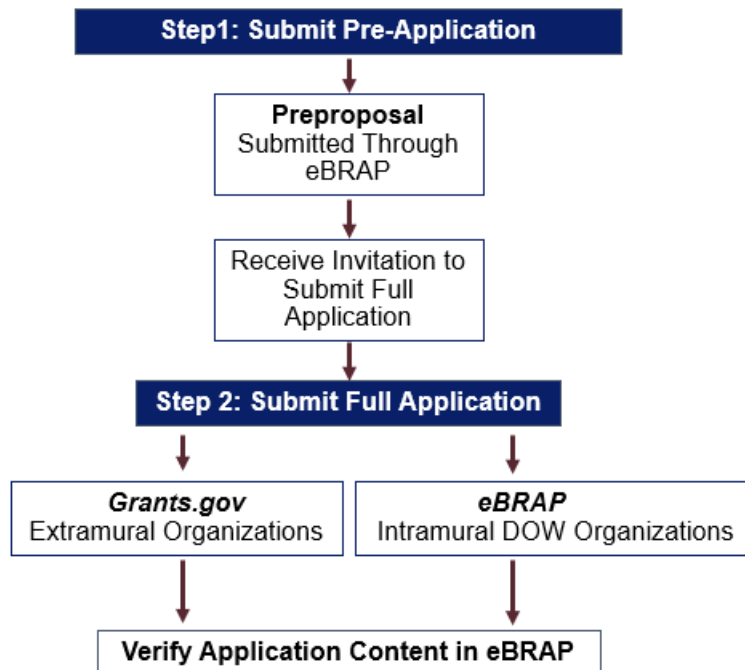 Step1: Submit Pre-Application
Preproposal
Submitted Through
eBRAP
Receive Invitation to
Submit Full
Application
Step 2: Submit Full Application
Grants.gov
Extramural Organizations
eBRAP
Intramural DOW Organizations
Verify Application Content in eBRAP